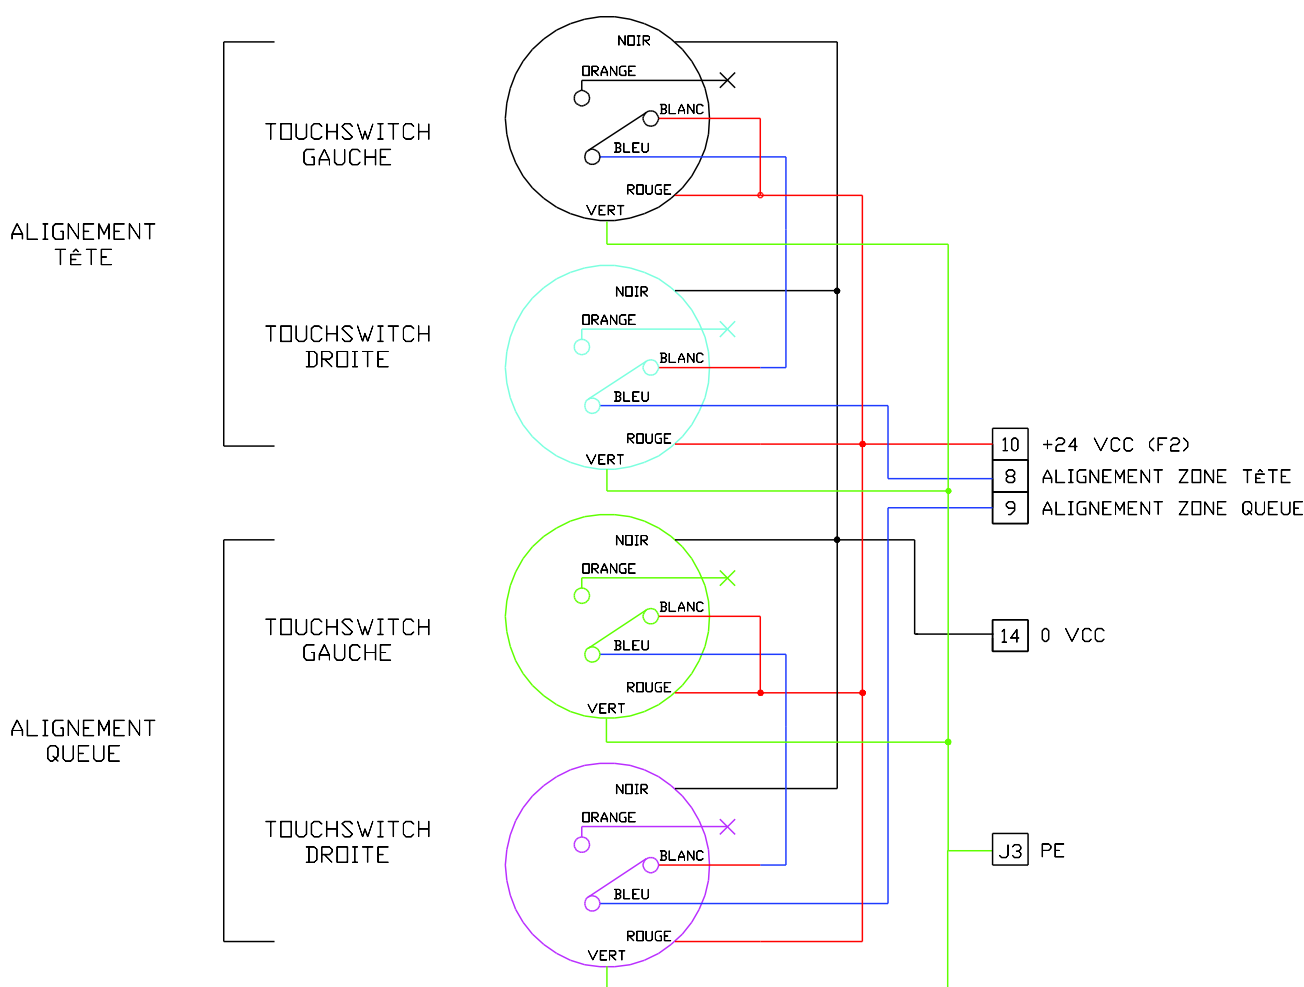 NOIR
ORANGE
BLANC
TOUCHSWITCH
GAUCHE
BLEU
ROUGE
VERT
ALIGNEMENT
TêTE
NOIR
ORANGE
TOUCHSWITCH
DROITE
BLANC
BLEU
ROUGE
VERT
10 +24 VCC (F2)
8 ALIGNEMENT ZONE TêTE
9 ALIGNEMENT ZONE QUEUE
NOIR
ORANGE
BLANC
TOUCHSWITCH
GAUCHE
BLEU
14 0 VCC
ROUGE
VERT
ALIGNEMENT
QUEUE
NOIR
ORANGE
TOUCHSWITCH
DROITE
BLANC
BLEU
J3 PE
ROUGE
VERT